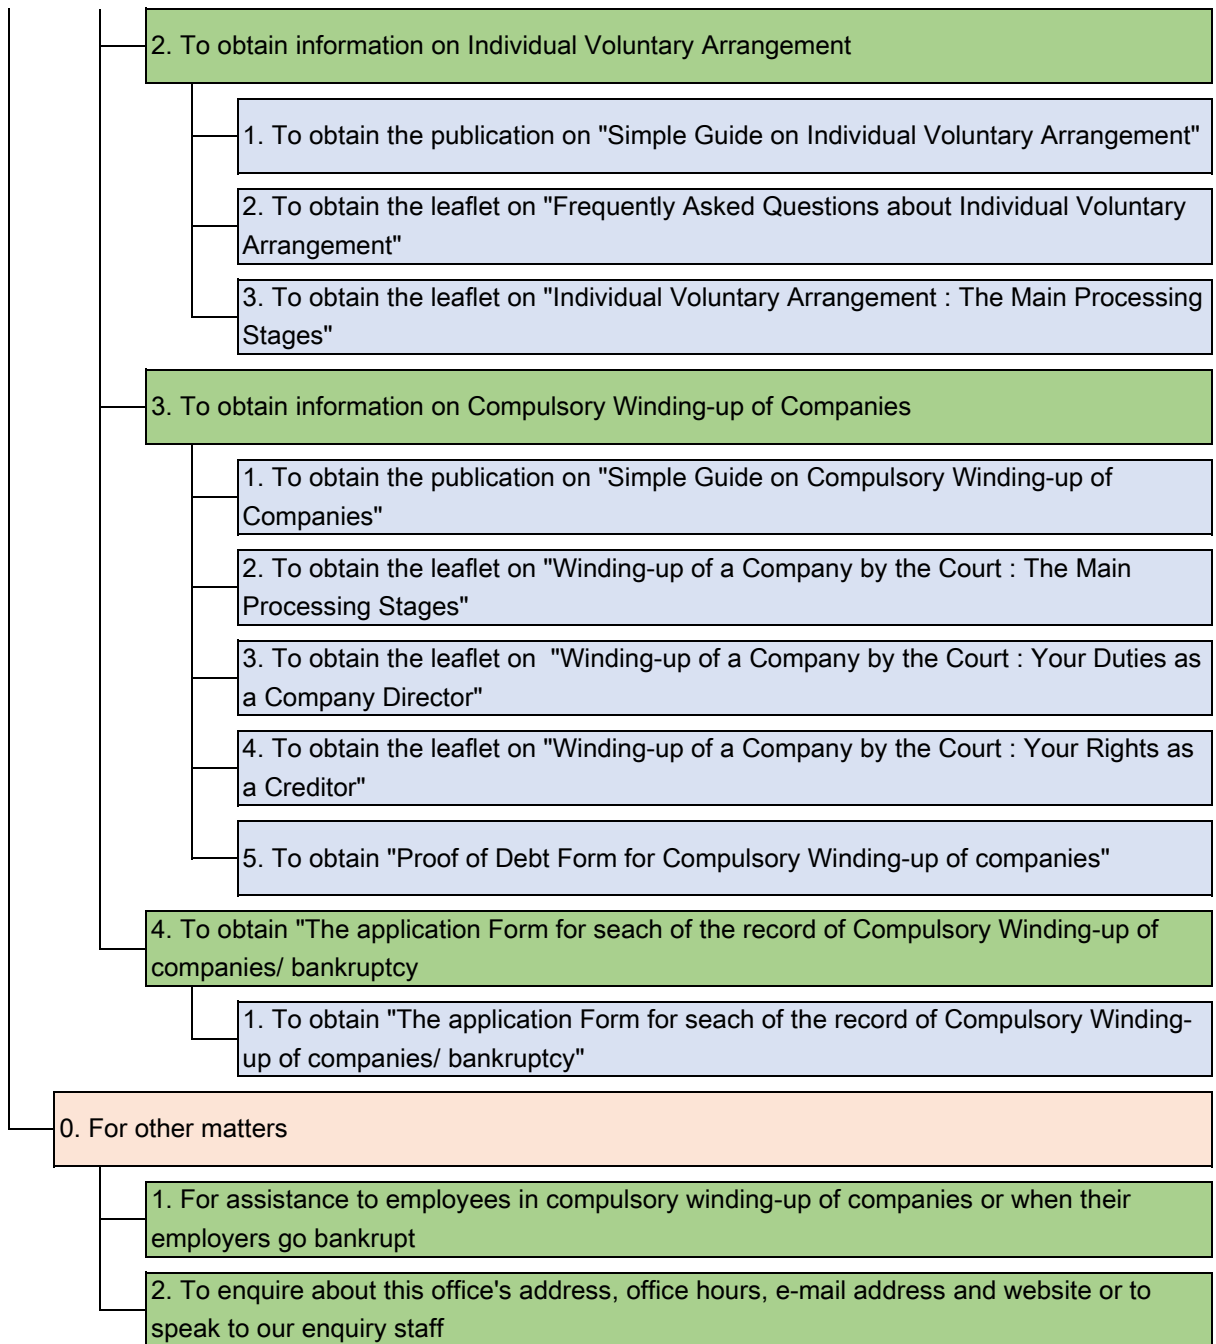 2. To obtain information on Individual Voluntary Arrangement
1. To obtain the publication on "Simple Guide on Individual Voluntary Arrangement"
2. To obtain the leaflet on "Frequently Asked Questions about Individual Voluntary
Arrangement"
3. To obtain the leaflet on "Individual Voluntary Arrangement : The Main Processing
Stages"
3. To obtain information on Compulsory Winding-up of Companies
1. To obtain the publication on "Simple Guide on Compulsory Winding-up of
Companies"
2. To obtain the leaflet on "Winding-up of a Company by the Court : The Main
Processing Stages"
3. To obtain the leaflet on  "Winding-up of a Company by the Court : Your Duties as
a Company Director"
4. To obtain the leaflet on "Winding-up of a Company by the Court : Your Rights as
a Creditor"
5. To obtain "Proof of Debt Form for Compulsory Winding-up of companies"
4. To obtain "The application Form for seach of the record of Compulsory Winding-up of
companies/ bankruptcy
1. To obtain "The application Form for seach of the record of Compulsory Winding-
up of companies/ bankruptcy"
0. For other matters
1. For assistance to employees in compulsory winding-up of companies or when their
employers go bankrupt
2. To enquire about this office's address, office hours, e-mail address and website or to
speak to our enquiry staff